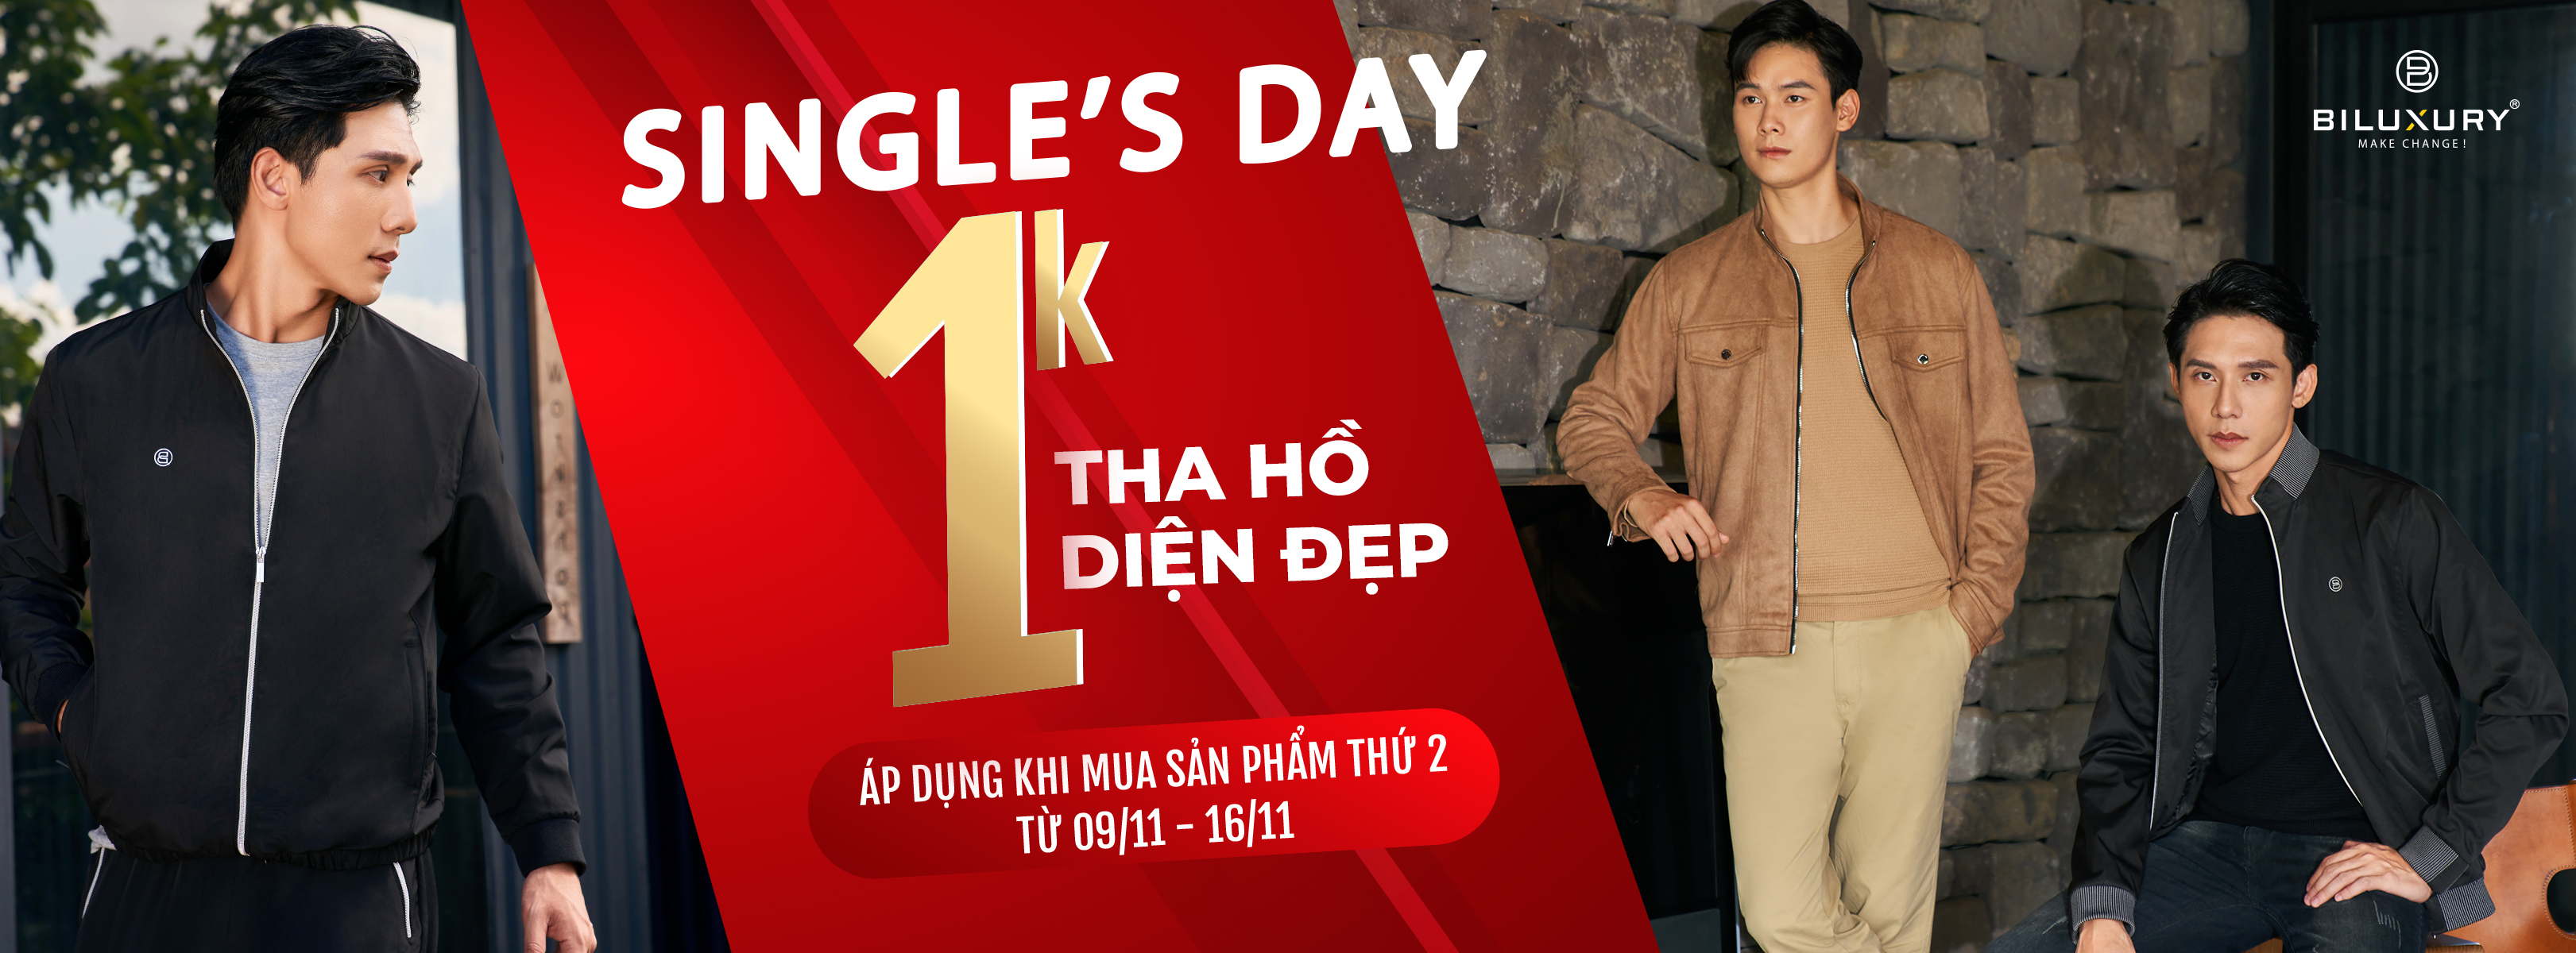 SINGLE'S DAY
1K
THA HỒ
DIỆN ĐẸP
ÁP DỤNG KHI MUA SẢN PHẨM THỨ 2
TỪ 09/11 - 16/11
BILUXURY®
MAKE CHANGE!